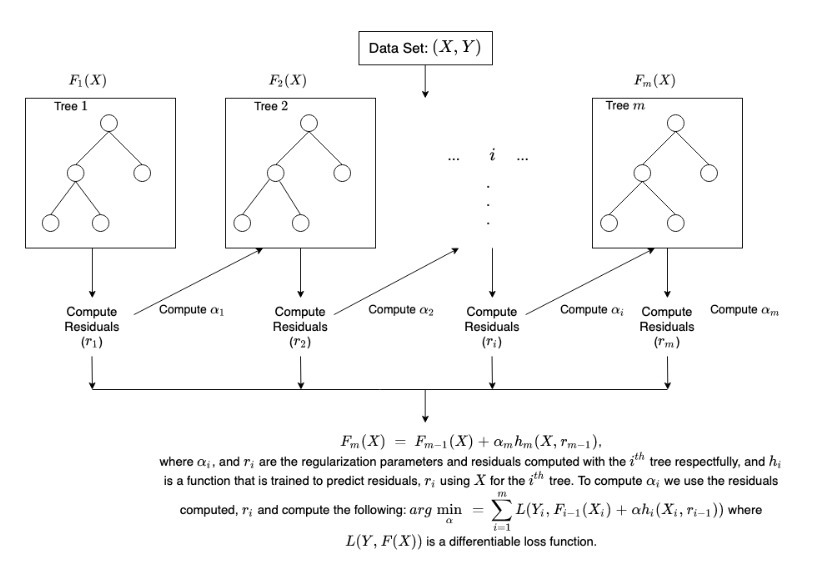 Data Set: (X, Y)
F₁(X)
F₂(X)
Fₘ(X)
Tree 1
Tree 2
Tree m
... i ...
.
.
.
Compute
Residuals
(r₁)
Compute α₁
Compute
Residuals
(r₂)
Compute α₂
Compute
Residuals
(rᵢ)
Compute αᵢ
Compute
Residuals
(rₘ)
Compute αₘ
Fₘ(X) = Fₘ₋₁(X) + αₘhₘ(X, rₘ₋₁),
where αᵢ, and rᵢ are the regularization parameters and residuals computed with the iᵗʰ tree respectfully, and hᵢ
is a function that is trained to predict residuals, rᵢ using X for the iᵗʰ tree. To compute αᵢ we use the residuals
computed, rᵢ and compute the following: arg min_α = ∑_{i=1}^{m} L(Yᵢ, Fᵢ₋₁(Xᵢ) + αhᵢ(Xᵢ, rᵢ₋₁)) where
L(Y, F(X)) is a differentiable loss function.